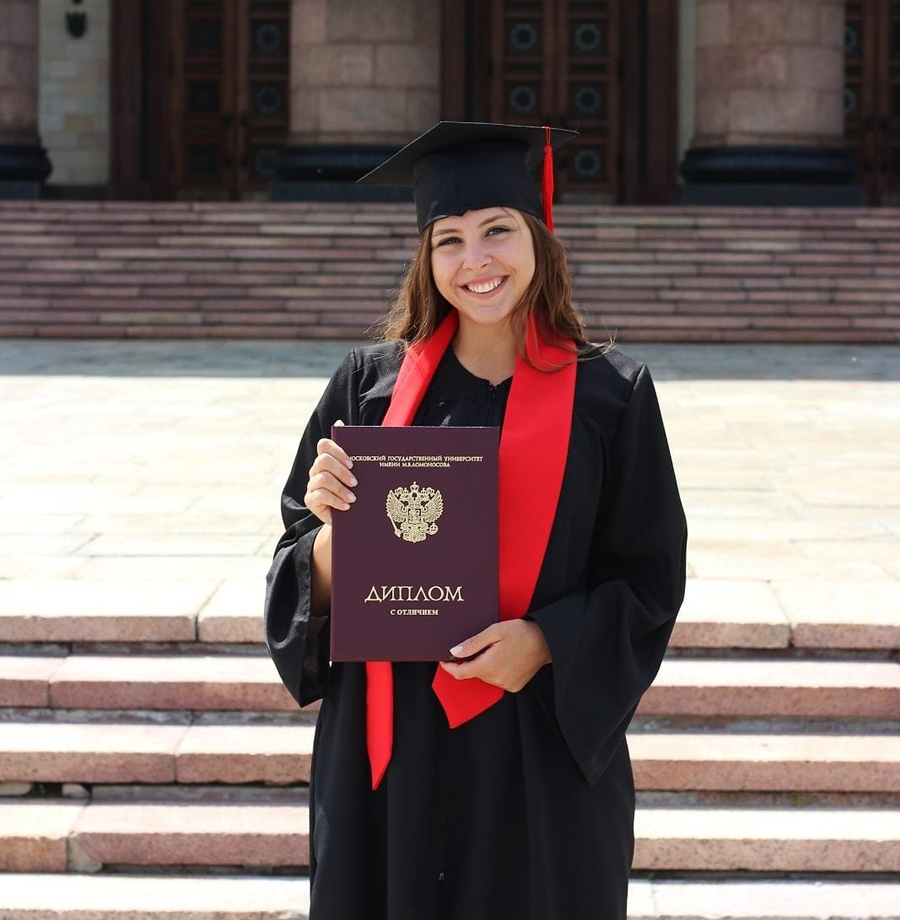 МОСКОВСКИЙ ГОСУДАРСТВЕННЫЙ УНИВЕРСИТЕТ
ИМЕНИ М.В.ЛОМОНОСОВА
ДИПЛОМ
С ОТЛИЧИЕМ